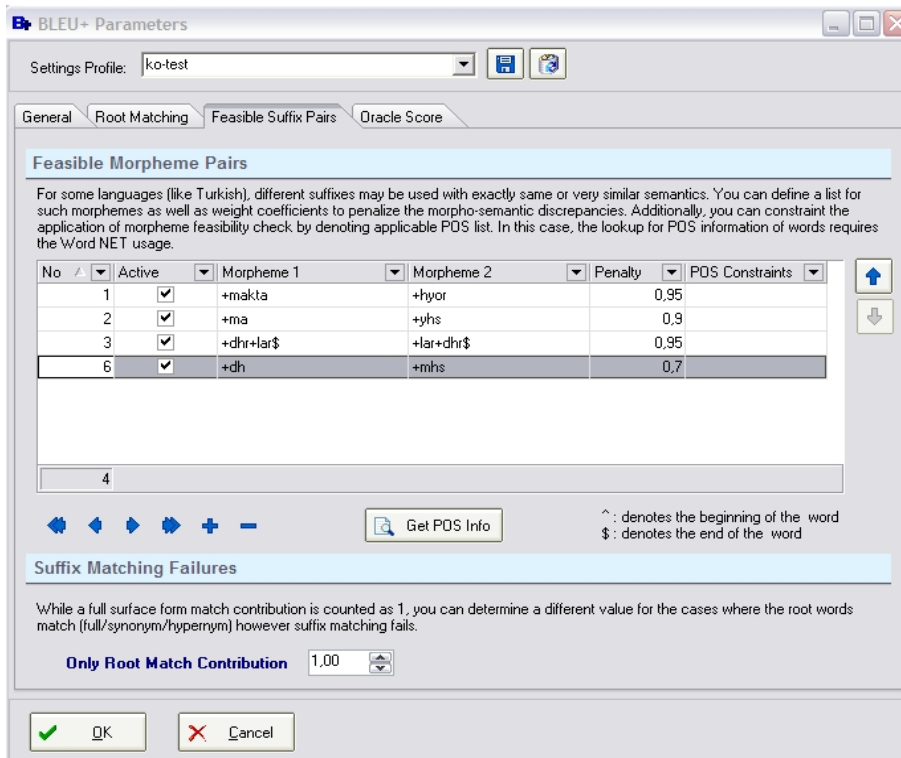 BLEU+ Parameters
Settings Profile: ko-test
General Root Matching Feasible Suffix Pairs Oracle Score
Feasible Morpheme Pairs
For some languages (like Turkish), different suffixes may be used with exactly same or very similar semantics. You can define a list for
such morphemes as well as weight coefficients to penalize the morpho-semantic discrepancies. Additionally, you can constraint the
application of morpheme feasibility check by denoting applicable POS list. In this case, the lookup for POS information of words requires
the Word NET usage.
No Active Morpheme 1 Morpheme 2 Penalty POS Constraints
1 +makta +hyor 0,95
2 +ma +yhs 0,9
3 +dhr+lar$ +lar+dhr$ 0,95
6 +dh +mhs 0,7
4
Get POS Info
^ : denotes the beginning of the word
$ : denotes the end of the word
Suffix Matching Failures
While a full surface form match contribution is counted as 1, you can determine a different value for the cases where the root words
match (full/synonym/hypernym) however suffix matching fails.
Only Root Match Contribution 1,00
OK Cancel